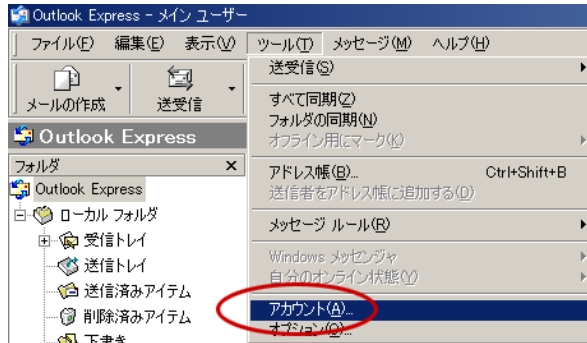 Outlook Express - メイン ユーザー
ファイル(F) 編集(E) 表示(V) ツール(T) メッセージ(M) ヘルプ(H)
メールの作成 送受信
Outlook Express
フォルダ ×
Outlook Express
ローカル フォルダ
受信トレイ
送信トレイ
送信済みアイテム
削除済みアイテム
下書き
送受信(S)
すべて同期(Z)
フォルダの同期(N)
オフライン用にマーク(K)
アドレス帳(B)... Ctrl+Shift+B
送信者をアドレス帳に追加する(D)
メッセージ ルール(R)
Windows メッセンジャ
自分のオンライン状態(Y)
アカウント(A)...
オプション(O)...